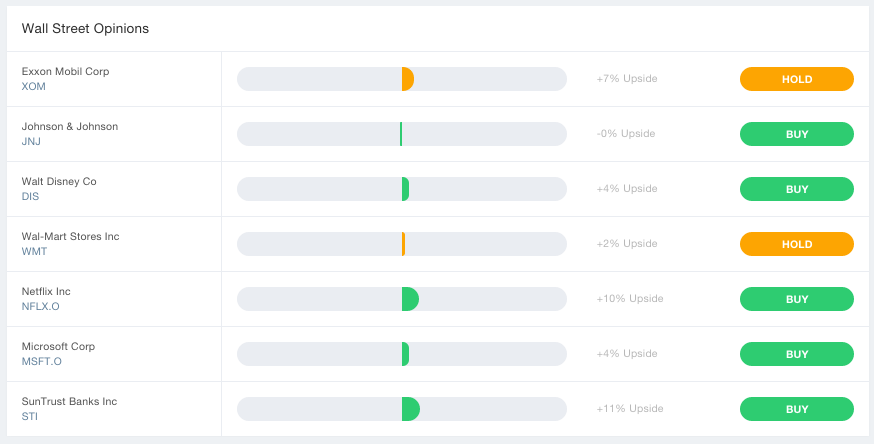 Wall Street Opinions
Exxon Mobil Corp
XOM
+7% Upside
HOLD
Johnson & Johnson
JNJ
-0% Upside
BUY
Walt Disney Co
DIS
+4% Upside
BUY
Wal-Mart Stores Inc
WMT
+2% Upside
HOLD
Netflix Inc
NFLX.O
+10% Upside
BUY
Microsoft Corp
MSFT.O
+4% Upside
BUY
SunTrust Banks Inc
STI
+11% Upside
BUY